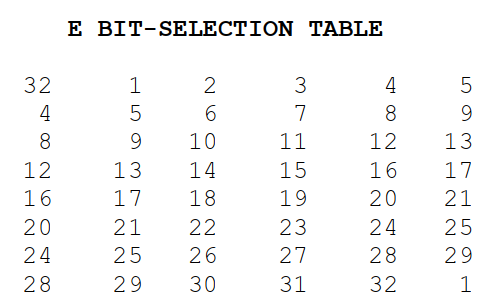 E BIT-SELECTION TABLE
32 1 2 3 4 5
4 5 6 7 8 9
8 9 10 11 12 13
12 13 14 15 16 17
16 17 18 19 20 21
20 21 22 23 24 25
24 25 26 27 28 29
28 29 30 31 32 1